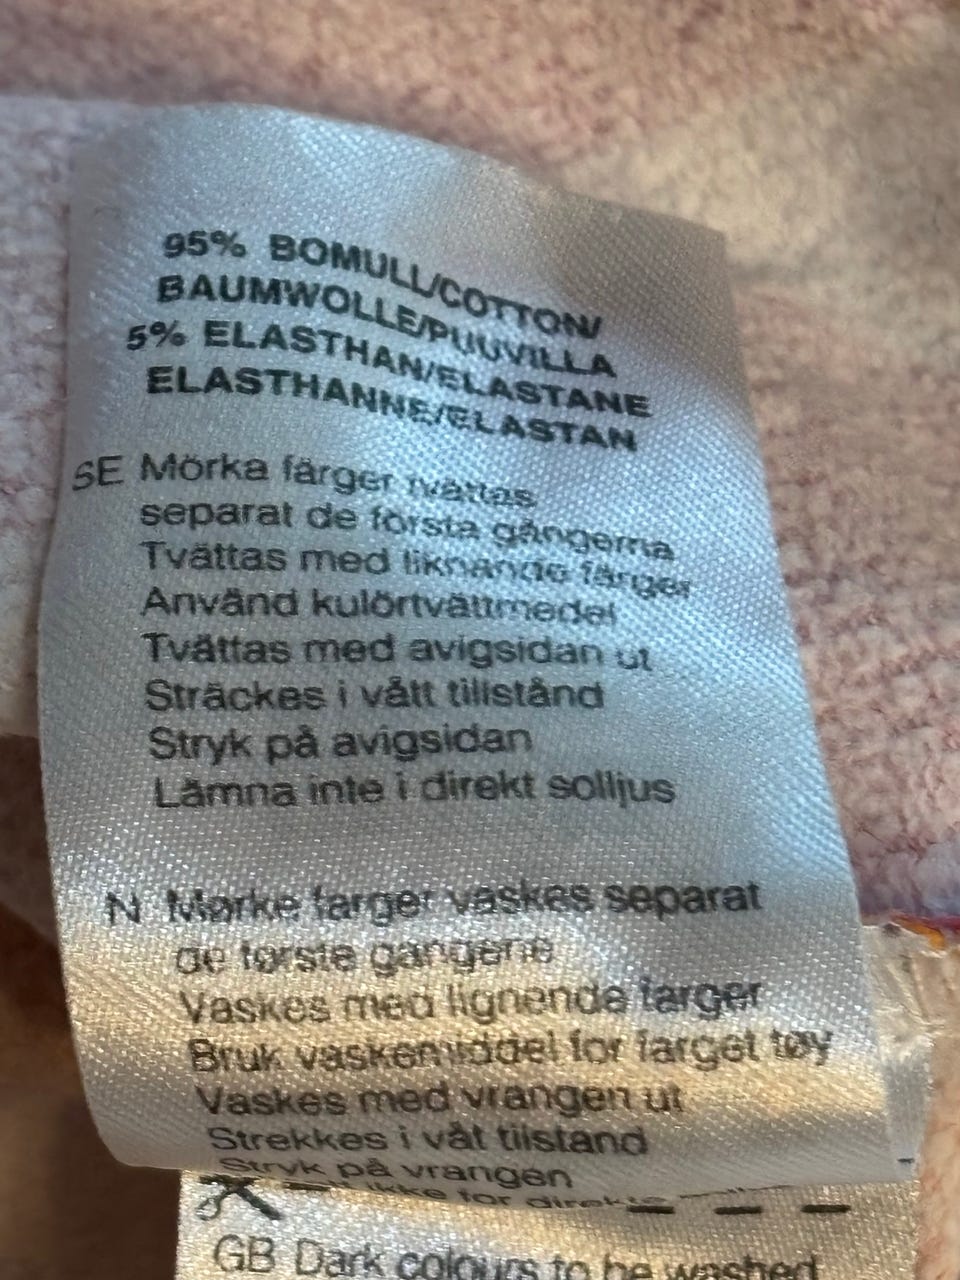 95% BOMULL/COTTON/
BAUMWOLLE/PUUVILLA
5% ELASTHAN/ELASTANE
ELASTHANNE/ELASTAN
SE Mörka färger tvättas
separat de första gångerna
Tvättas med liknande färger
Använd kulörtvättmedel
Tvättas med avigsidan ut
Sträckes i vått tillstånd
Stryk på avigsidan
Lämna inte i direkt solljus
N Mørke farger vaskes separat
de første gangene
Vaskes med lignende farger
Bruk vaskemiddel for farget tøy
Vaskes med vrangen ut
Strekkes i våt tilstand
Stryk på vrangen
ikke for direkte
GB Dark colours to be washed